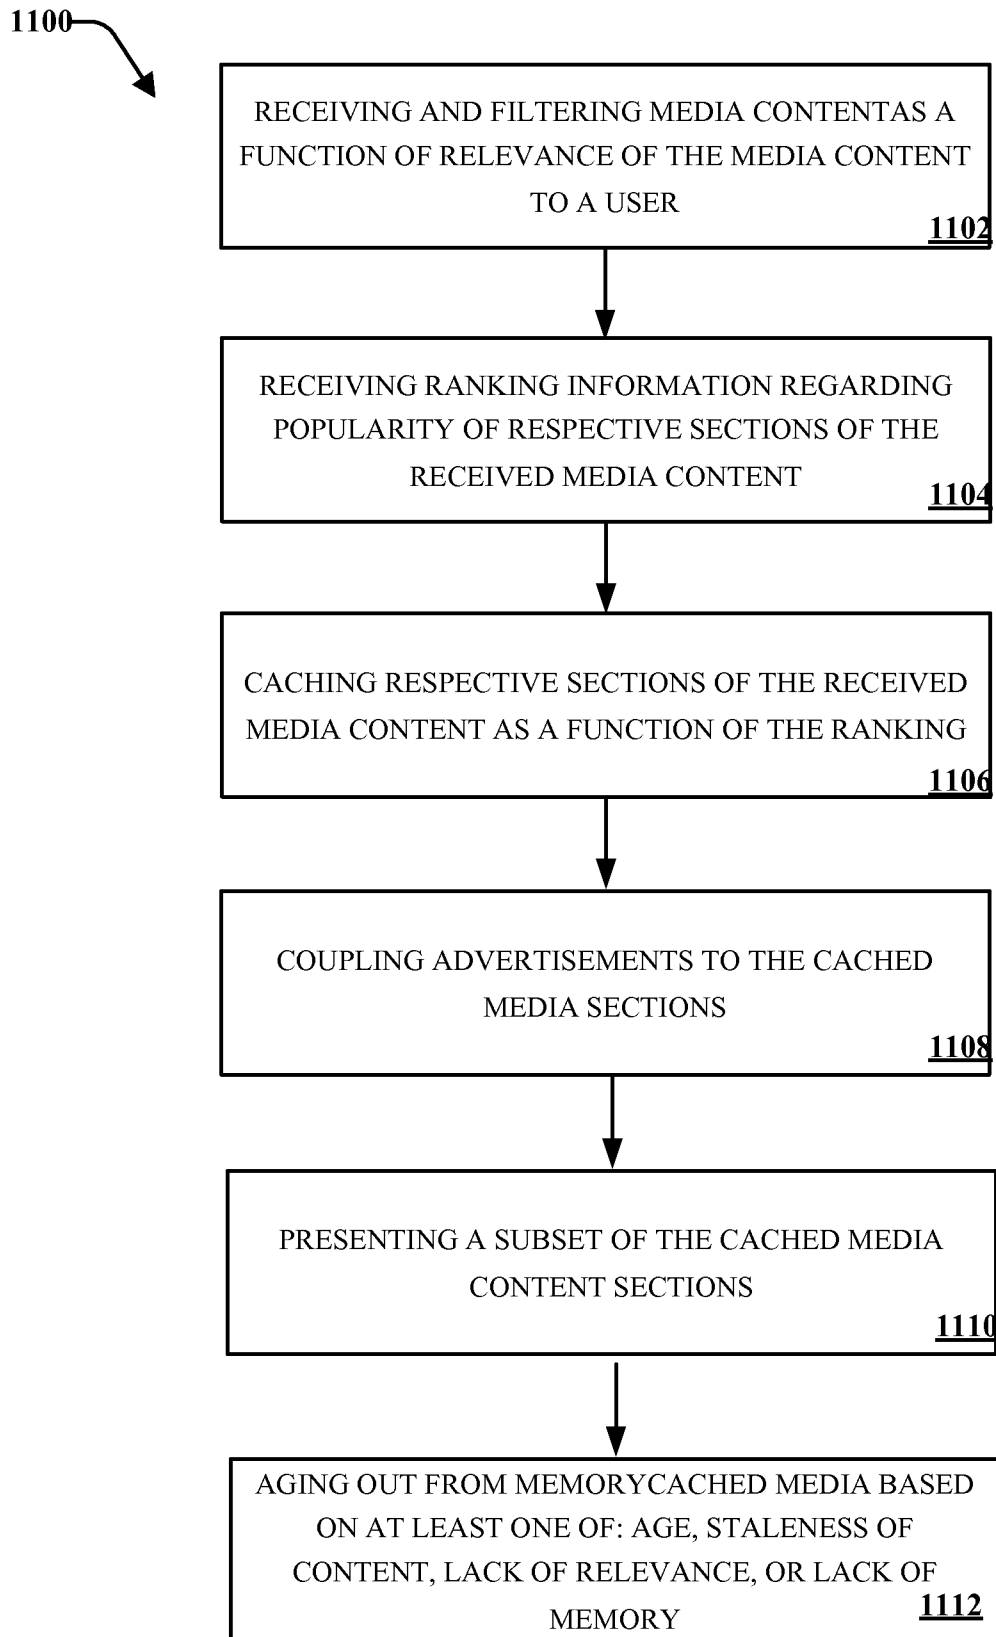 1100
RECEIVING AND FILTERING MEDIA CONTENTAS A
FUNCTION OF RELEVANCE OF THE MEDIA CONTENT
TO A USER
1102
RECEIVING RANKING INFORMATION REGARDING
POPULARITY OF RESPECTIVE SECTIONS OF THE
RECEIVED MEDIA CONTENT
1104
CACHING RESPECTIVE SECTIONS OF THE RECEIVED
MEDIA CONTENT AS A FUNCTION OF THE RANKING
1106
COUPLING ADVERTISEMENTS TO THE CACHED
MEDIA SECTIONS
1108
PRESENTING A SUBSET OF THE CACHED MEDIA
CONTENT SECTIONS
1110
AGING OUT FROM MEMORYCACHED MEDIA BASED
ON AT LEAST ONE OF: AGE, STALENESS OF
CONTENT, LACK OF RELEVANCE, OR LACK OF
MEMORY
1112